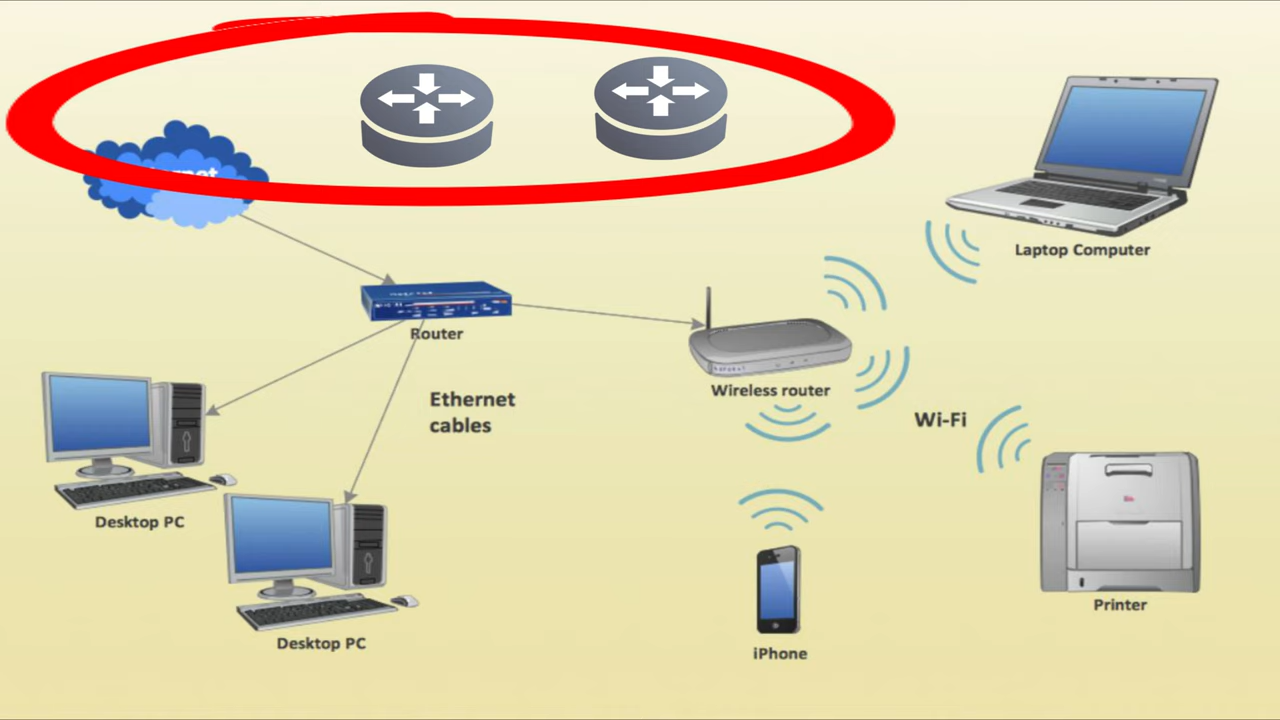 Laptop Computer
Router
Wireless router
Ethernet
cables
Wi-Fi
Desktop PC
Desktop PC
Printer
iPhone